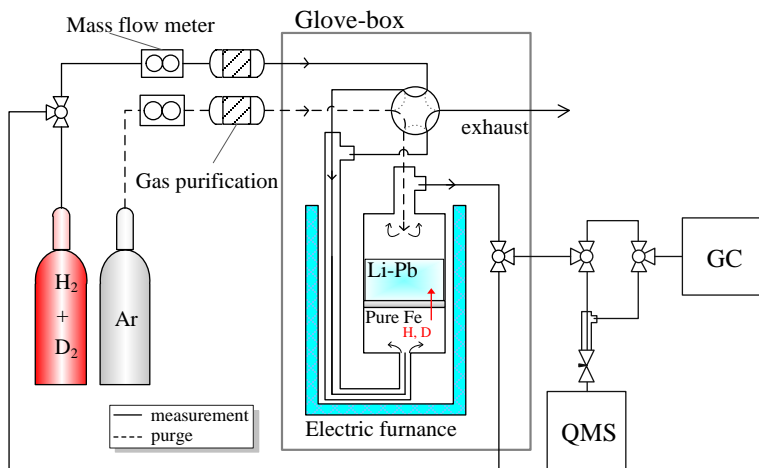 Glove-box
Mass flow meter
exhaust
Gas purification
Li-Pb
GC
H₂
+
D₂
Ar
Pure Fe
H, D
measurement
purge
Electric furnance
QMS